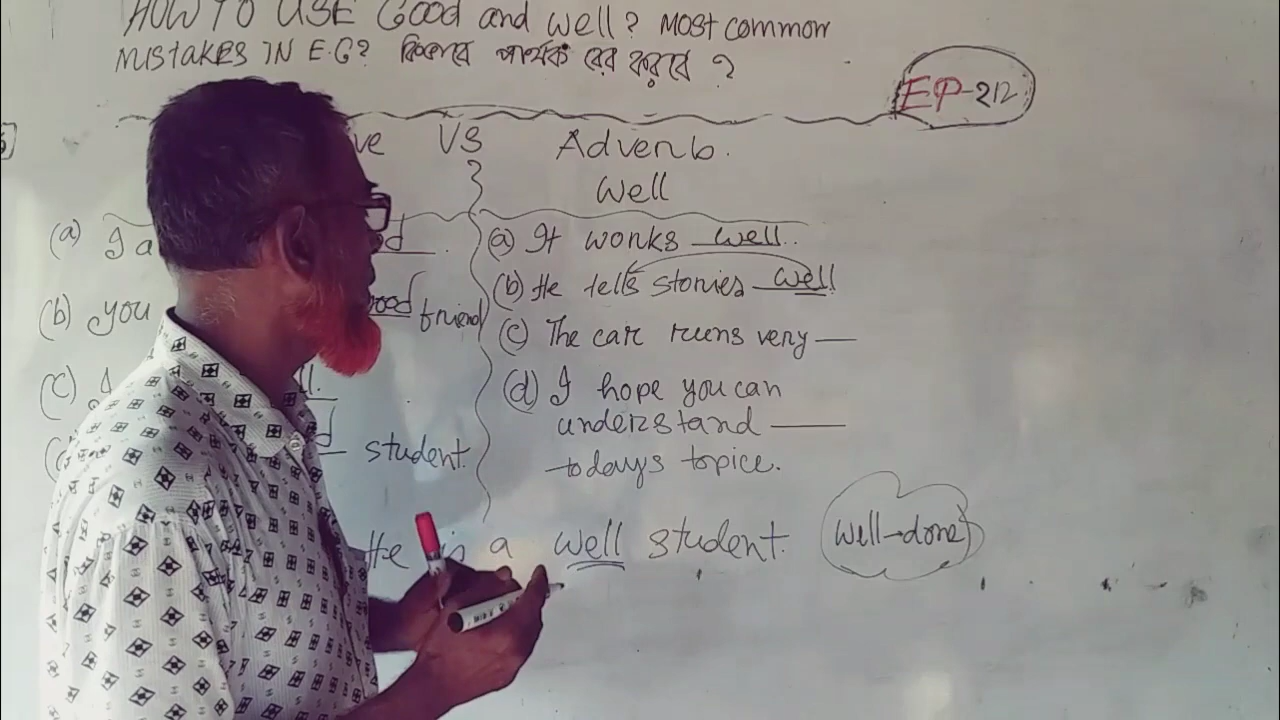 HOW TO USE Good and well? MOST common
MISTAKES IN E.G? কিভাবে পার্থক্য বের করবে ?
EP-212
VS Adverb.
Well
(a) It works well..
(b) He tells stories well!
(c) The car runs very —
(d) I hope you can
understand —
todays topice.
(a) I a
(b) you good friend
(c)
student.
He is a well student.
well-done